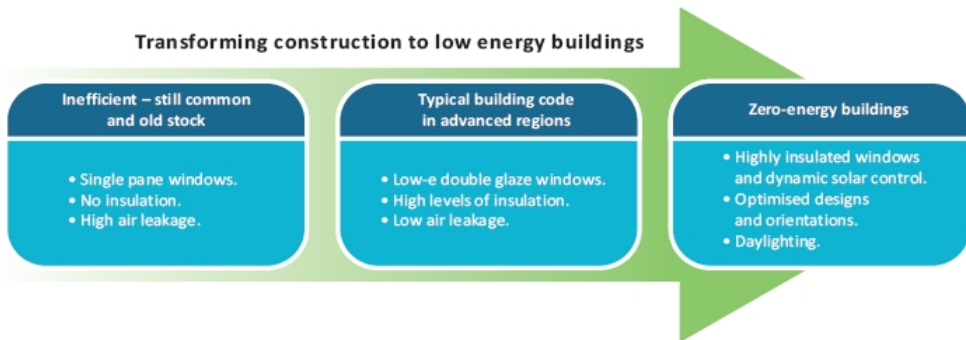 Transforming construction to low energy buildings
Inefficient – still common
and old stock
• Single pane windows.
• No insulation.
• High air leakage.
Typical building code
in advanced regions
• Low-e double glaze windows.
• High levels of insulation.
• Low air leakage.
Zero-energy buildings
• Highly insulated windows
and dynamic solar control.
• Optimised designs
and orientations.
• Daylighting.